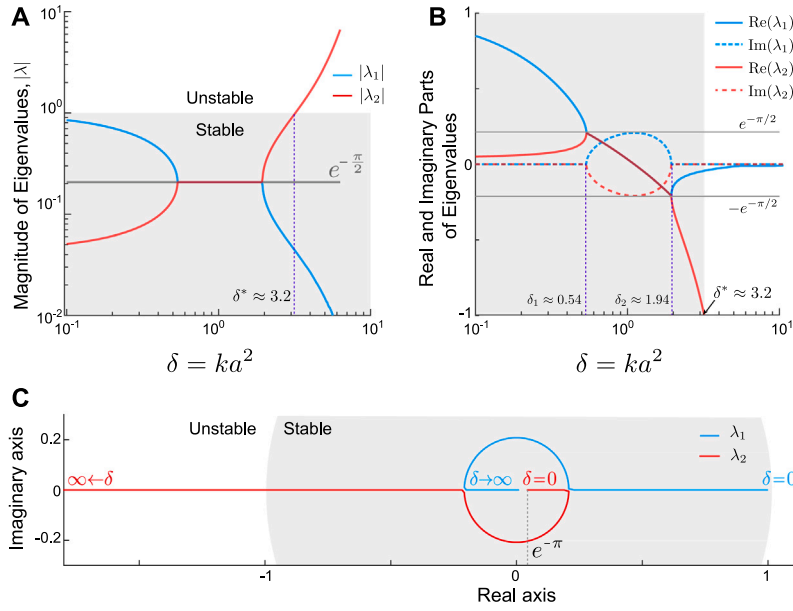 A
Magnitude of Eigenvalues, |λ|
10^1
10^0
10^-1
10^-2
10^-1
10^0
10^1
|λ₁|
|λ₂|
Unstable
Stable
e^{-π/2}
δ* ≈ 3.2
δ = ka²
B
Real and Imaginary Parts
of Eigenvalues
1
0
-1
10^-1
10^0
10^1
Re(λ₁)
Im(λ₁)
Re(λ₂)
Im(λ₂)
e^{-π/2}
-e^{-π/2}
δ₁ ≈ 0.54
δ₂ ≈ 1.94
δ* ≈ 3.2
δ = ka²
C
Imaginary axis
0.2
0
-0.2
Unstable
Stable
λ₁
λ₂
∞←δ
δ→∞
δ=0
δ=0
e^{-π}
-1
0
1
Real axis